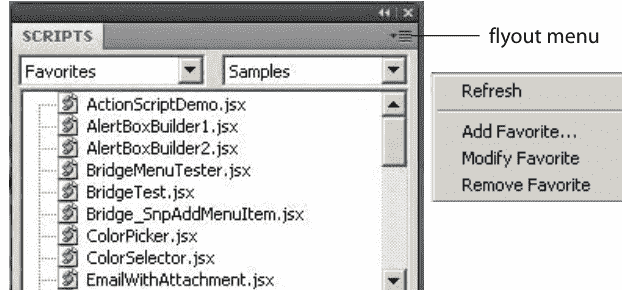 SCRIPTS
flyout menu
Favorites
Samples
ActionScriptDemo.jsx
AlertBoxBuilder1.jsx
AlertBoxBuilder2.jsx
BridgeMenuTester.jsx
BridgeTest.jsx
Bridge_SnpAddMenuItem.jsx
ColorPicker.jsx
ColorSelector.jsx
EmailWithAttachment.jsx
Refresh
Add Favorite...
Modify Favorite
Remove Favorite